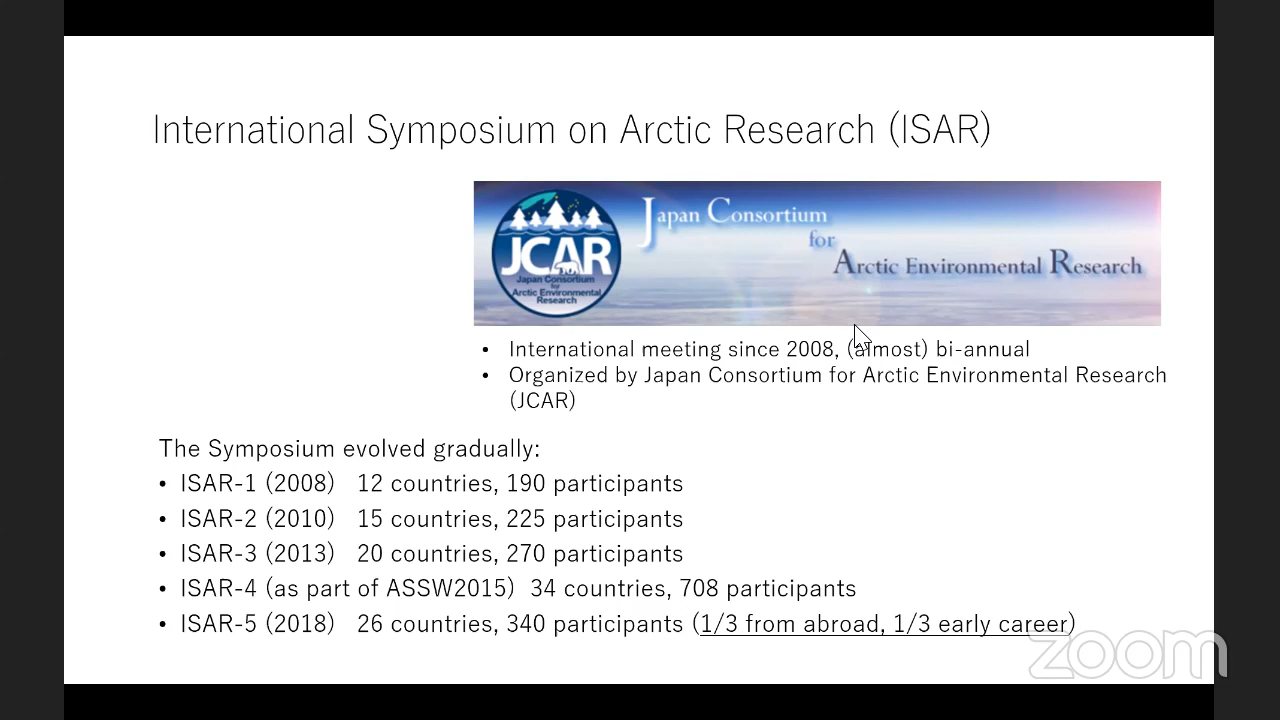 International Symposium on Arctic Research (ISAR)
Japan Consortium
for
Arctic Environmental Research
JCAR
Japan Consortium
for
Arctic Environmental
Research
• International meeting since 2008, (almost) bi-annual
• Organized by Japan Consortium for Arctic Environmental Research
(JCAR)
The Symposium evolved gradually:
• ISAR-1 (2008) 12 countries, 190 participants
• ISAR-2 (2010) 15 countries, 225 participants
• ISAR-3 (2013) 20 countries, 270 participants
• ISAR-4 (as part of ASSW2015) 34 countries, 708 participants
• ISAR-5 (2018) 26 countries, 340 participants (1/3 from abroad, 1/3 early career)
zoom